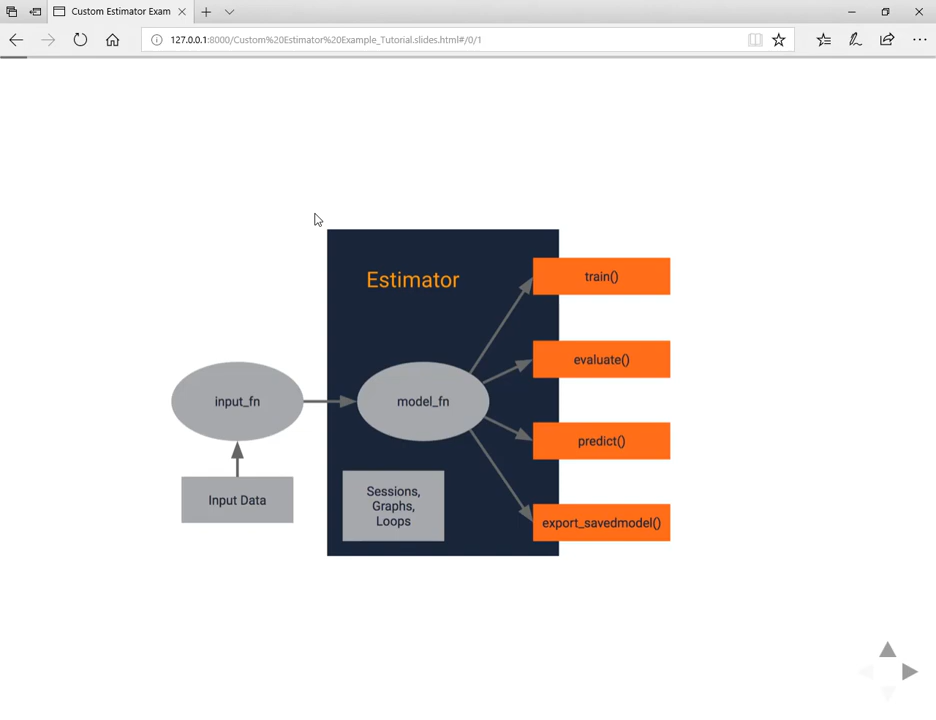 Custom Estimator Exam
127.0.0.1:8000/Custom%20Estimator%20Example_Tutorial.slides.html#/0/1
Estimator
train()
evaluate()
input_fn
model_fn
predict()
Input Data
Sessions,
Graphs,
Loops
export_savedmodel()